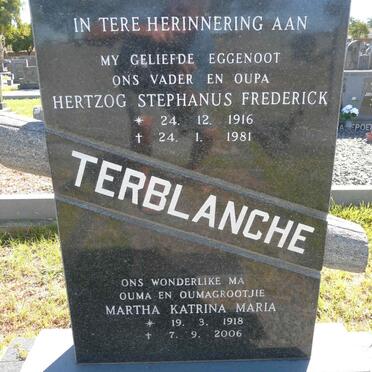 IN TERE HERINNERING AAN
MY GELIEFDE EGGENOOT
ONS VADER EN OUPA
HERTZOG STEPHANUS FREDERICK
* 24. 12. 1916
† 24. 1. 1981
TERBLANCHE
ONS WONDERLIKE MA
OUMA EN OUMAGROOTJIE
MARTHA KATRINA MARIA
* 19. 3. 1918
† 7. 9. 2006